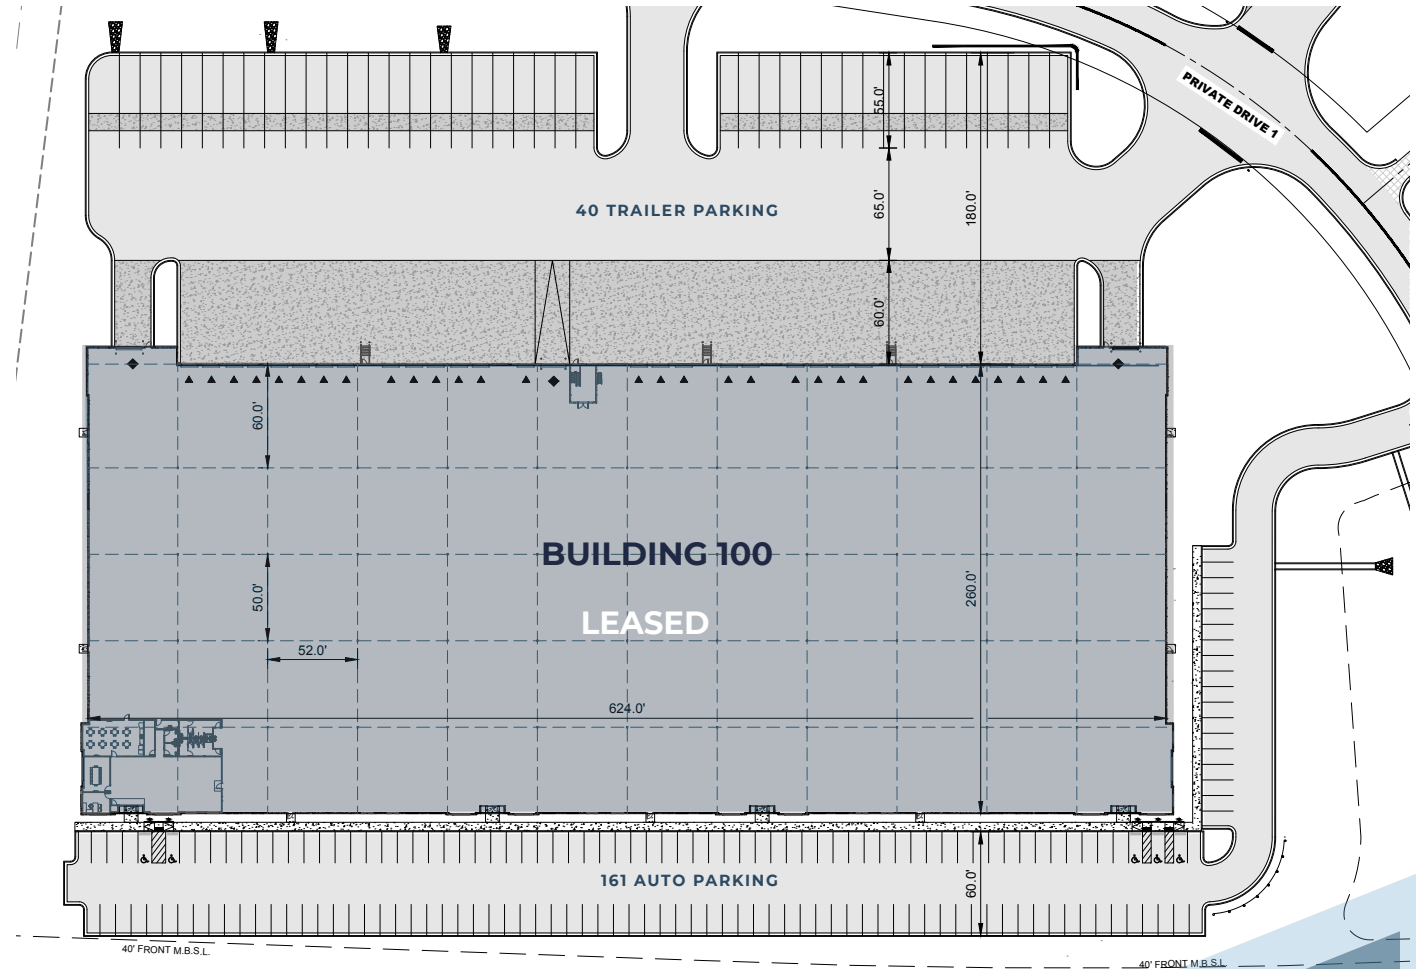 PRIVATE DRIVE 1
55.0'
40 TRAILER PARKING
65.0'
180.0'
60.0'
60.0'
BUILDING 100
50.0'
260.0'
LEASED
52.0'
624.0'
161 AUTO PARKING
60.0'
40' FRONT M.B.S.L.
40' FRONT M.B.S.L.